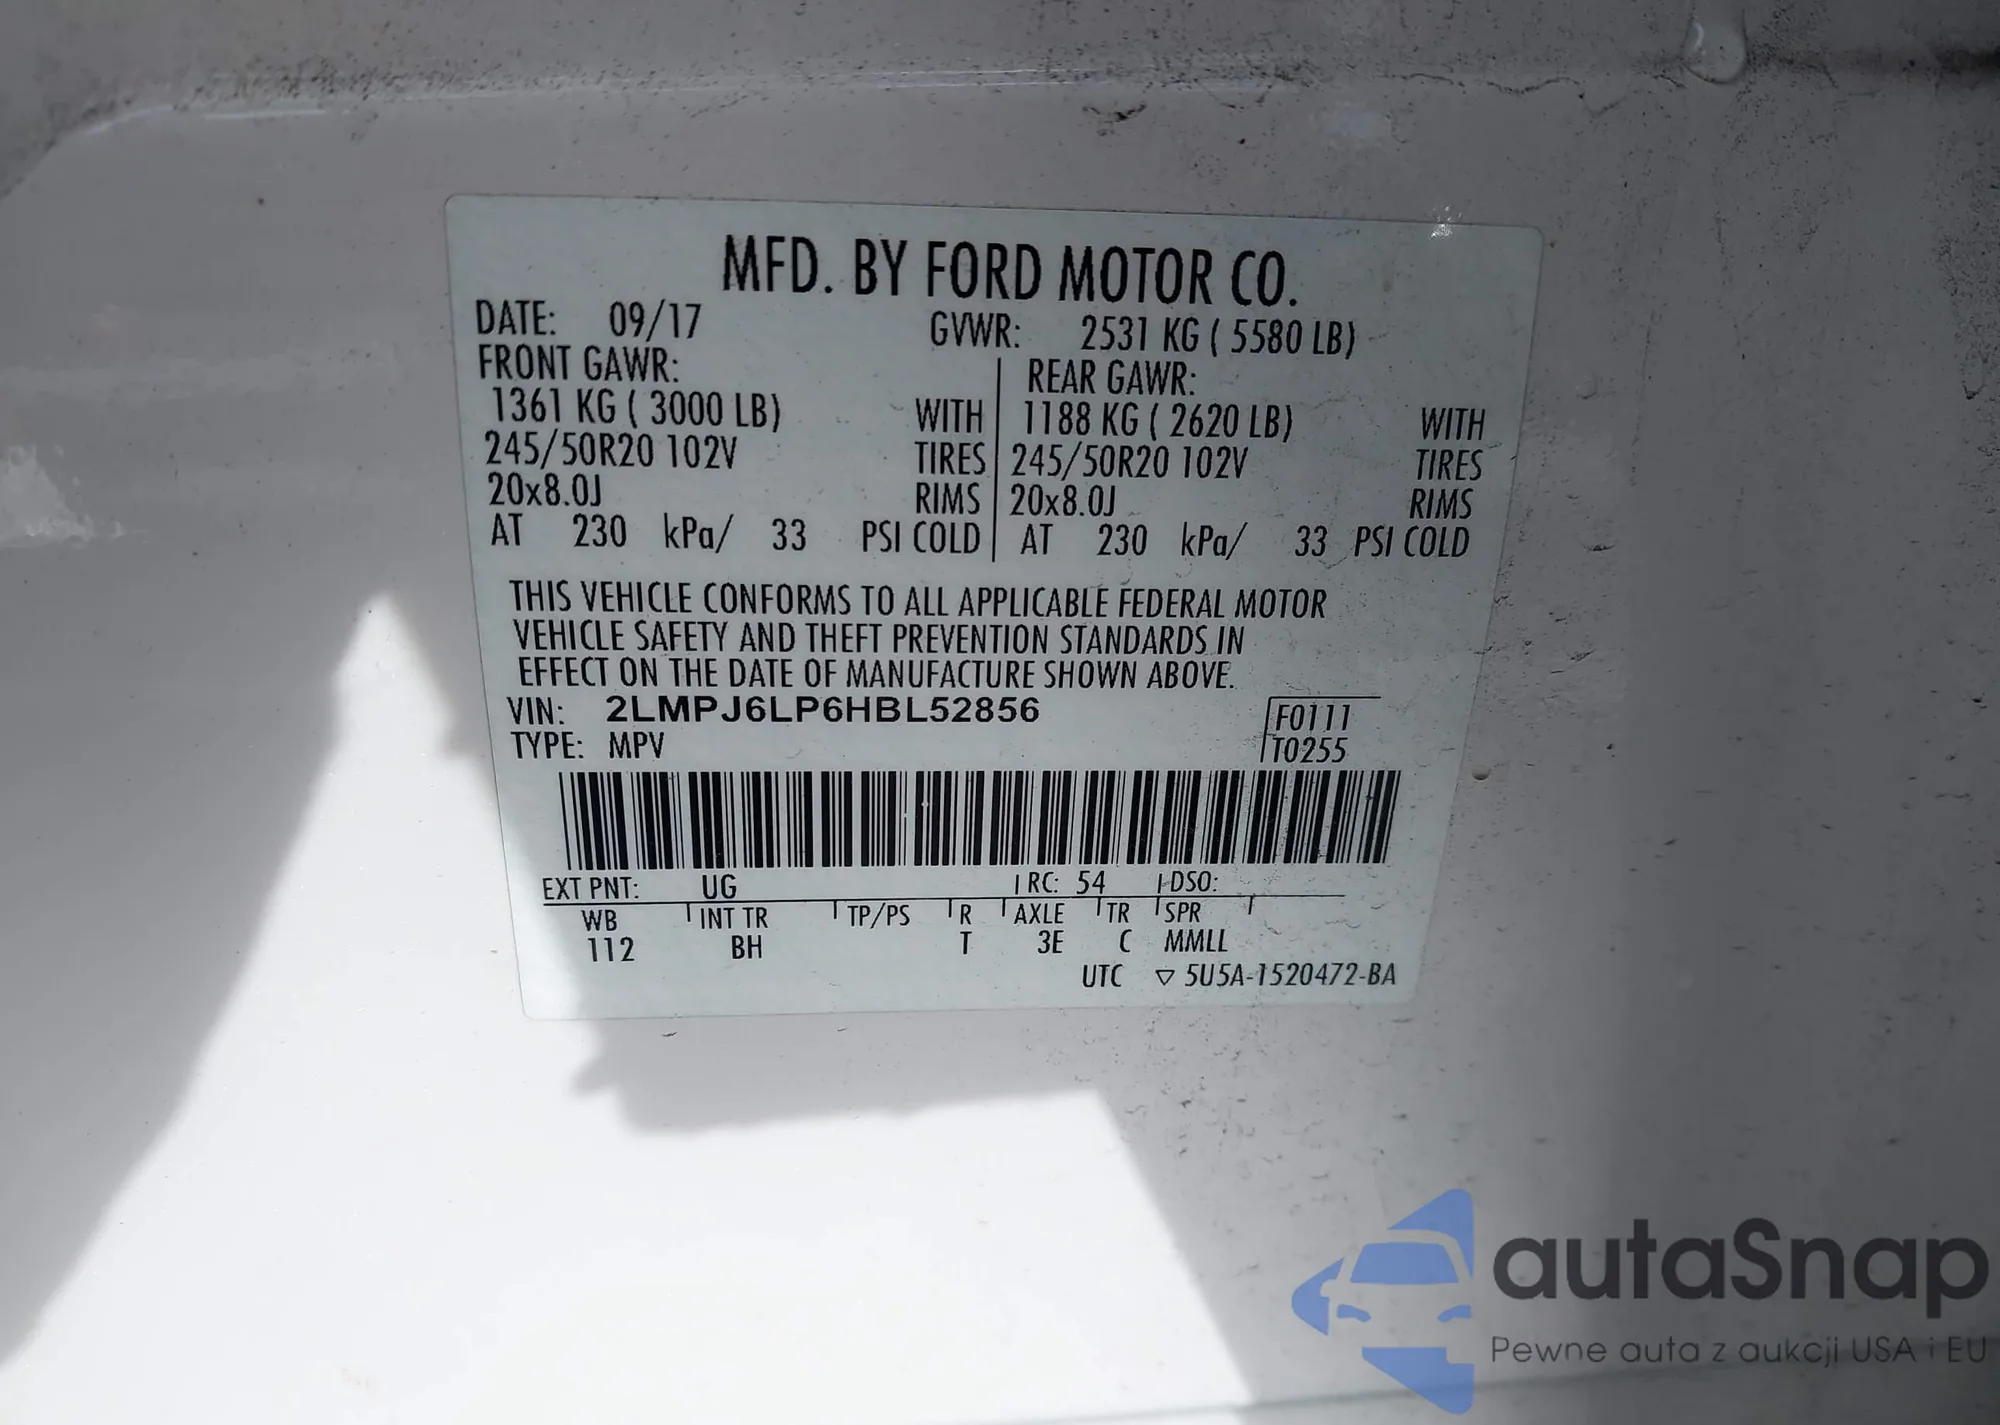 MFD. BY FORD MOTOR CO.
DATE: 09/17 GVWR: 2531 KG ( 5580 LB)
FRONT GAWR: REAR GAWR:
1361 KG ( 3000 LB) WITH 1188 KG ( 2620 LB) WITH
245/50R20 102V TIRES 245/50R20 102V TIRES
20x8.0J RIMS 20x8.0J RIMS
AT 230 kPa/ 33 PSI COLD AT 230 kPa/ 33 PSI COLD
THIS VEHICLE CONFORMS TO ALL APPLICABLE FEDERAL MOTOR
VEHICLE SAFETY AND THEFT PREVENTION STANDARDS IN
EFFECT ON THE DATE OF MANUFACTURE SHOWN ABOVE.
VIN: 2LMPJ6LP6HBL52856 F0111
TYPE: MPV T0255
EXT PNT: UG RC: 54 DSO:
WB INT TR TP/PS R AXLE TR SPR
112 BH T 3E C MMLL
UTC ▽ 5U5A-1520472-BA
autaSnap
Pewne auta z aukcji USA i EU